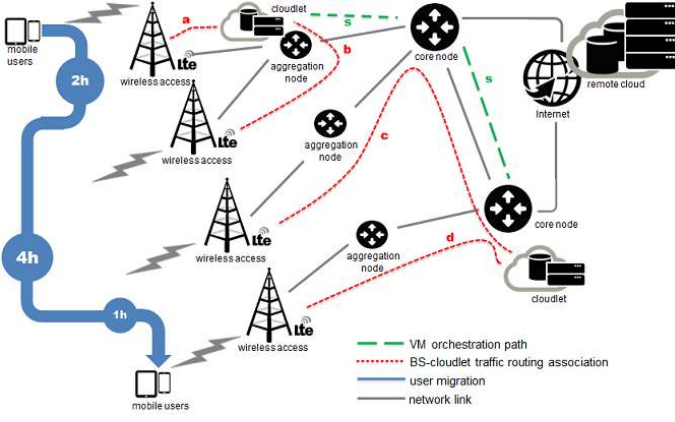 cloudlet
a
s
mobile
users
2h
Lte
wireless access
b
aggregation
node
core node
s
remote cloud
Internet
Lte
wireless access
aggregation
node
c
Lte
wireless access
core node
4h
aggregation
node
d
cloudlet
1h
Lte
wireless access
mobile users
VM orchestration path
BS-cloudlet traffic routing association
user migration
network link